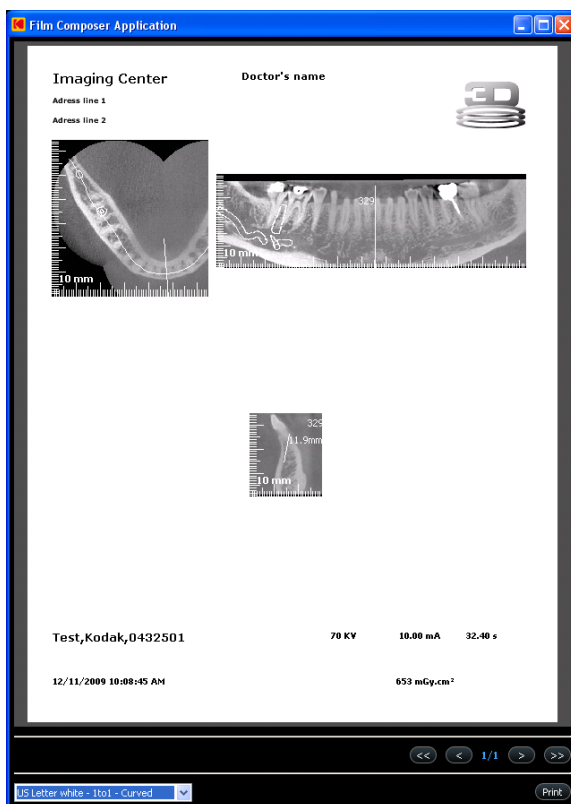 Film Composer Application
Imaging Center
Doctor's name
Adress line 1
Adress line 2
3D
329
10 mm
10 mm
329
11.9mm
10 mm
Test,Kodak,0432501
70 KV
10.00 mA
32.40 s
12/11/2009 10:08:45 AM
653 mGy.cm²
<<
<
1/1
>
>>
US Letter white - 1to1 - Curved
Print